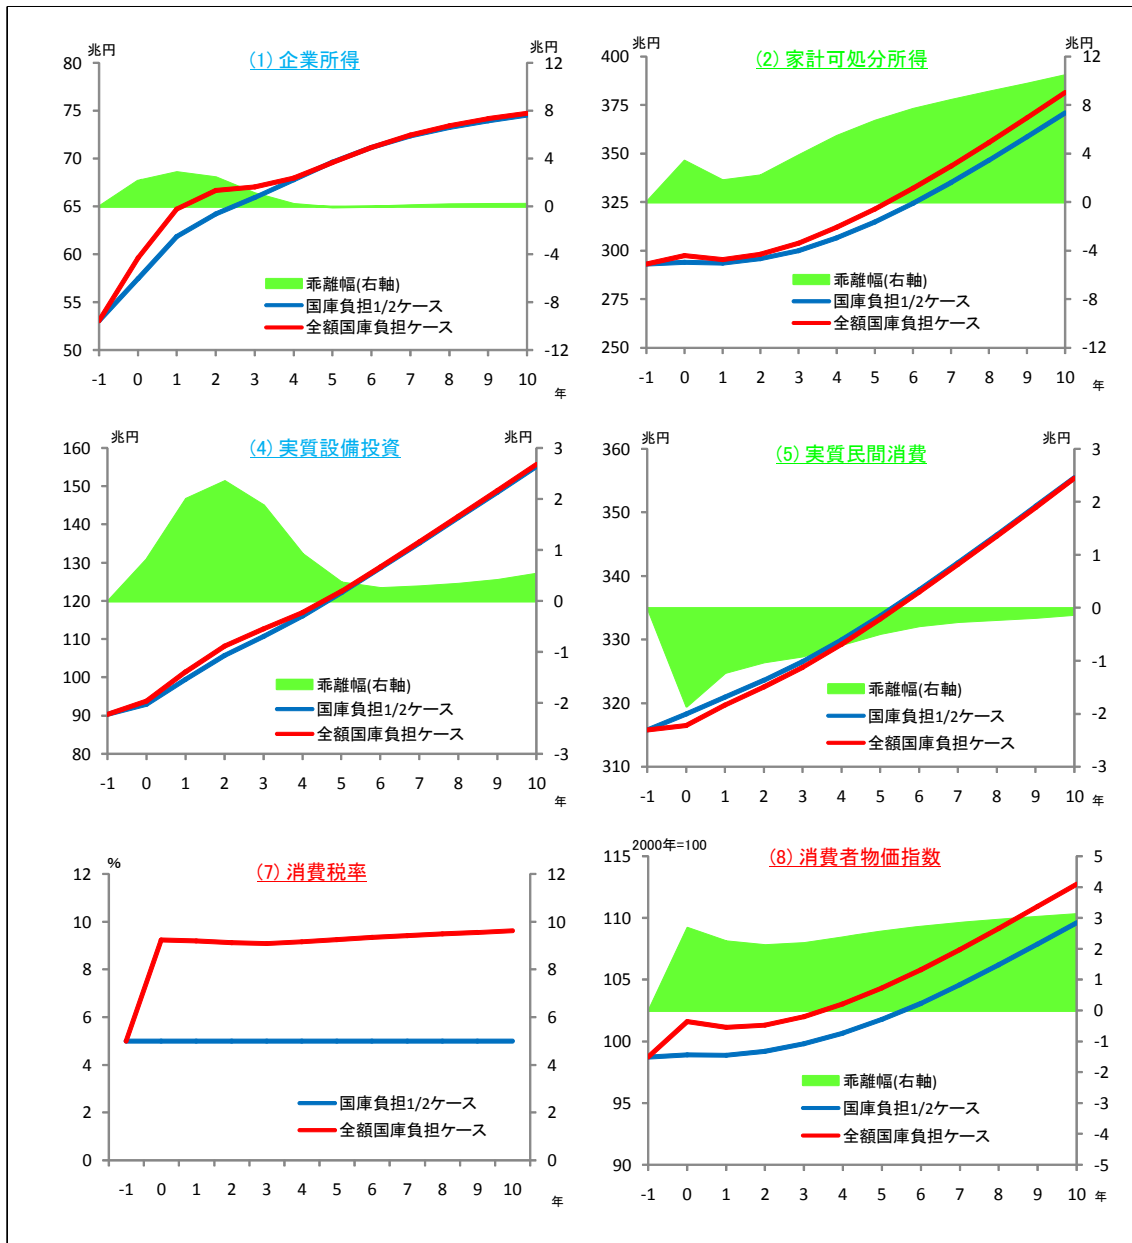 (1) 企業所得
兆円
兆円
80
75
70
65
60
55
50
12
8
4
0
-4
-8
-12
乖離幅(右軸)
国庫負担1/2ケース
全額国庫負担ケース
-1 0 1 2 3 4 5 6 7 8 9 10 年
(2) 家計可処分所得
兆円
兆円
400
375
350
325
300
275
250
12
8
4
0
-4
-8
-12
乖離幅(右軸)
国庫負担1/2ケース
全額国庫負担ケース
-1 0 1 2 3 4 5 6 7 8 9 10 年
(4) 実質設備投資
兆円
兆円
160
150
140
130
120
110
100
90
80
3
2
1
0
-1
-2
-3
乖離幅(右軸)
国庫負担1/2ケース
全額国庫負担ケース
-1 0 1 2 3 4 5 6 7 8 9 10 年
(5) 実質民間消費
兆円
兆円
360
350
340
330
320
310
3
2
1
0
-1
-2
-3
乖離幅(右軸)
国庫負担1/2ケース
全額国庫負担ケース
-1 0 1 2 3 4 5 6 7 8 9 10 年
(7) 消費税率
%
12
10
8
6
4
2
0
12
10
8
6
4
2
0
国庫負担1/2ケース
全額国庫負担ケース
-1 0 1 2 3 4 5 6 7 8 9 10 年
(8) 消費者物価指数
2000年=100
115
110
105
100
95
90
5
4
3
2
1
0
-1
-2
-3
-4
-5
乖離幅(右軸)
国庫負担1/2ケース
全額国庫負担ケース
-1 0 1 2 3 4 5 6 7 8 9 10 年